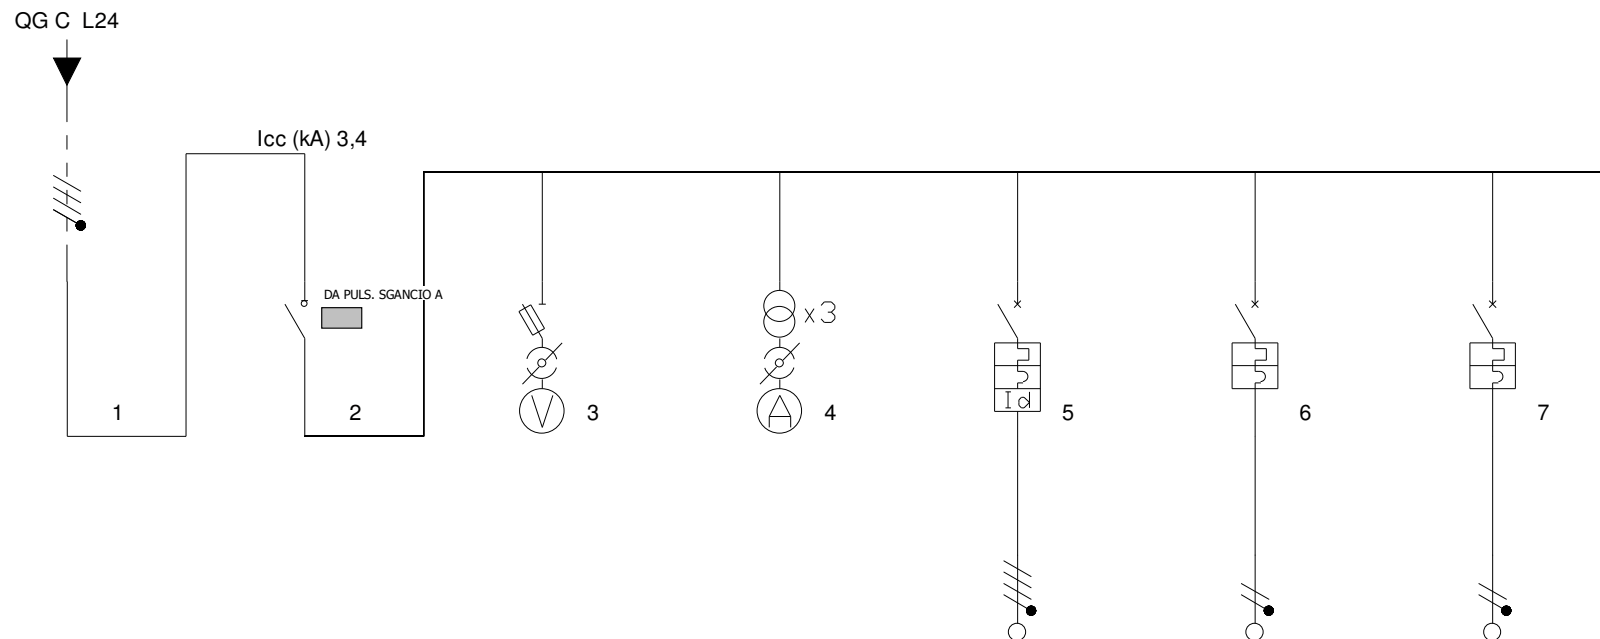 QG C L24
Icc (kA) 3,4
DA PULS. SGANCIO A
x3
1
2
V
3
A
4
Id
5
6
7